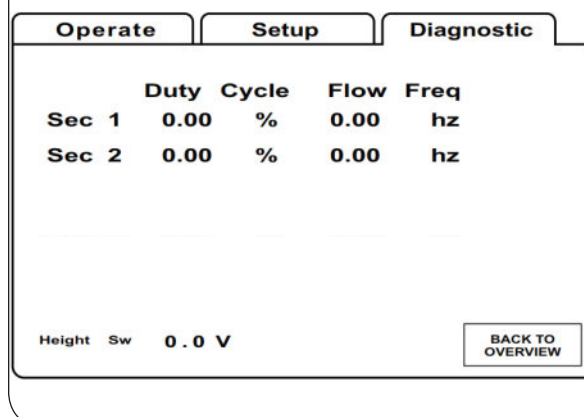 Operate Setup Diagnostic
Duty Cycle Flow Freq
Sec 1 0.00 % 0.00 hz
Sec 2 0.00 % 0.00 hz
Height Sw 0.0 V
BACK TO
OVERVIEW